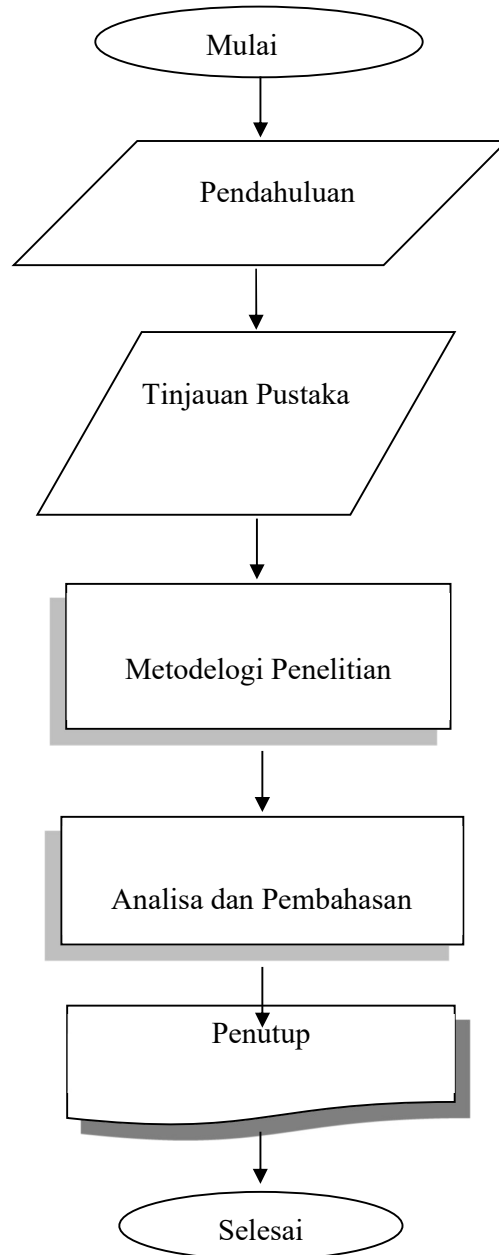 Mulai
Pendahuluan
Tinjauan Pustaka
Metodelogi Penelitian
Analisa dan Pembahasan
Penutup
Selesai